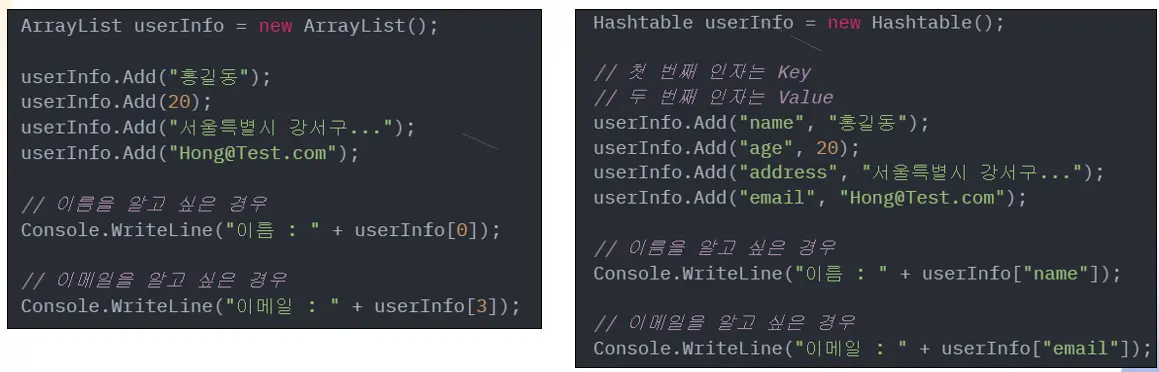 ArrayList userInfo = new ArrayList();
userInfo.Add("홍길동");
userInfo.Add(20);
userInfo.Add("서울특별시 강서구...");
userInfo.Add("Hong@Test.com");
// 이름을 알고 싶은 경우
Console.WriteLine("이름 : " + userInfo[0]);
// 이메일을 알고 싶은 경우
Console.WriteLine("이메일 : " + userInfo[3]);
Hashtable userInfo = new Hashtable();
// 첫 번째 인자는 Key
// 두 번째 인자는 Value
userInfo.Add("name", "홍길동");
userInfo.Add("age", 20);
userInfo.Add("address", "서울특별시 강서구...");
userInfo.Add("email", "Hong@Test.com");
// 이름을 알고 싶은 경우
Console.WriteLine("이름 : " + userInfo["name"]);
// 이메일을 알고 싶은 경우
Console.WriteLine("이메일 : " + userInfo["email"]);